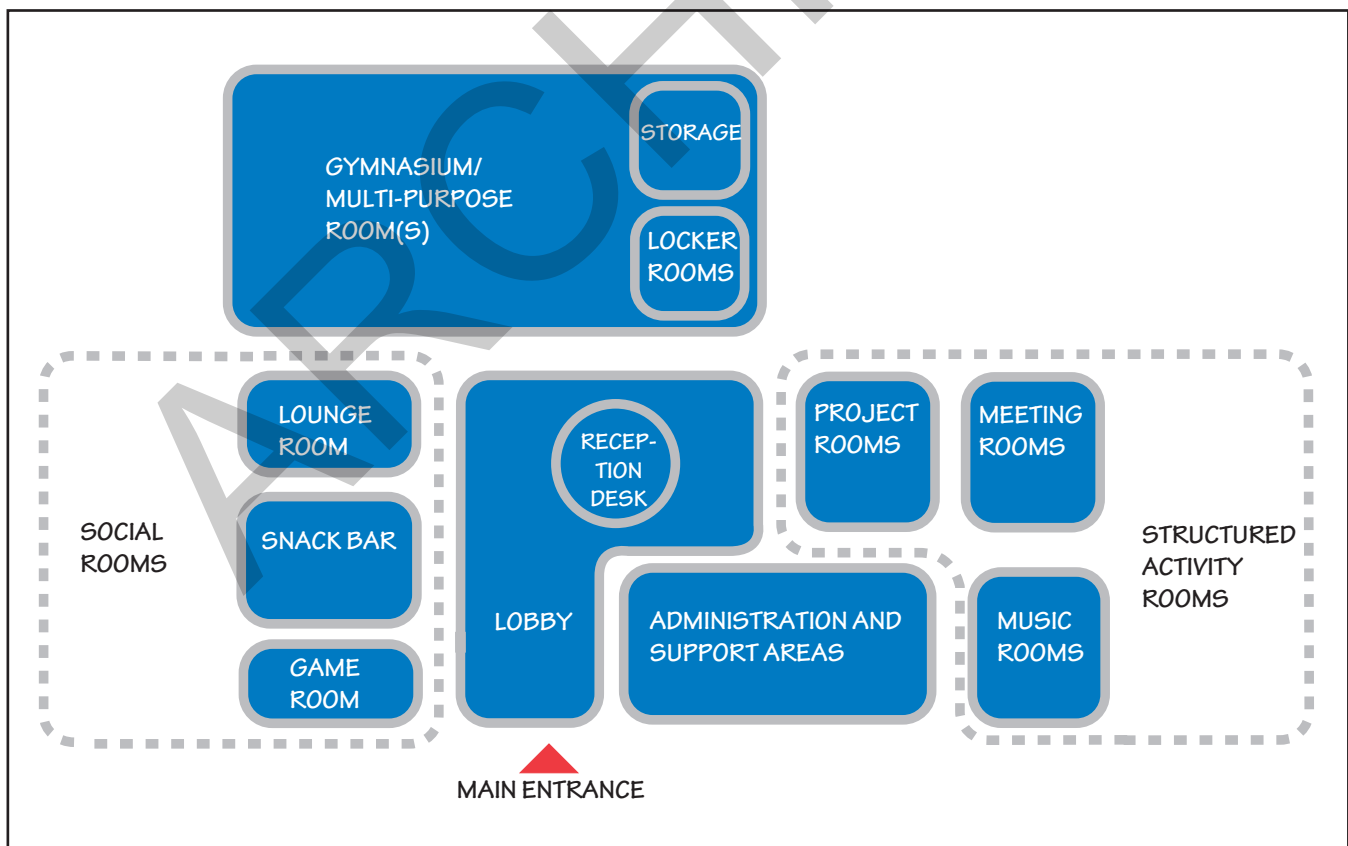 STORAGE
GYMNASIUM/
MULTI-PURPOSE
ROOM(S)
LOCKER
ROOMS
LOUNGE
ROOM
SNACK BAR
GAME
ROOM
SOCIAL
ROOMS
RECEP-
TION
DESK
LOBBY
ADMINISTRATION AND
SUPPORT AREAS
PROJECT
ROOMS
MEETING
ROOMS
MUSIC
ROOMS
STRUCTURED
ACTIVITY
ROOMS
MAIN ENTRANCE